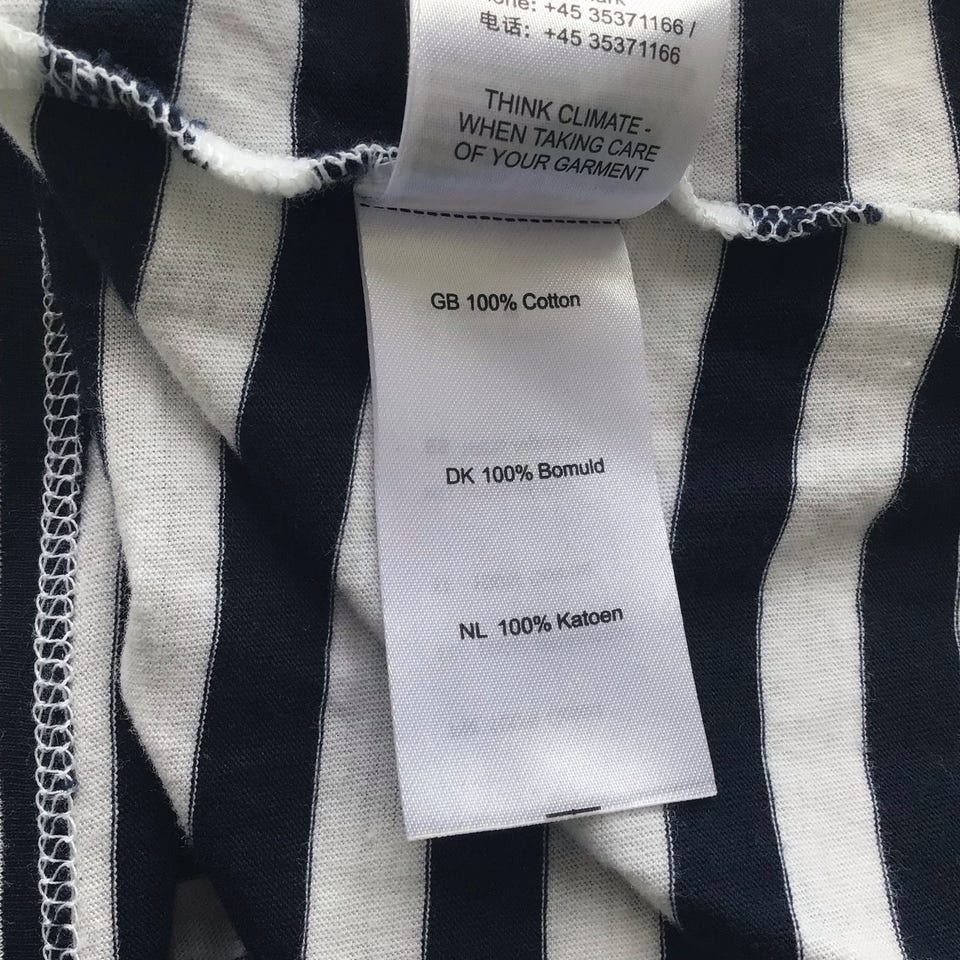 +45 35371166 /
电话: +45 35371166
THINK CLIMATE -
WHEN TAKING CARE
OF YOUR GARMENT
GB 100% Cotton
DK 100% Bomuld
NL 100% Katoen